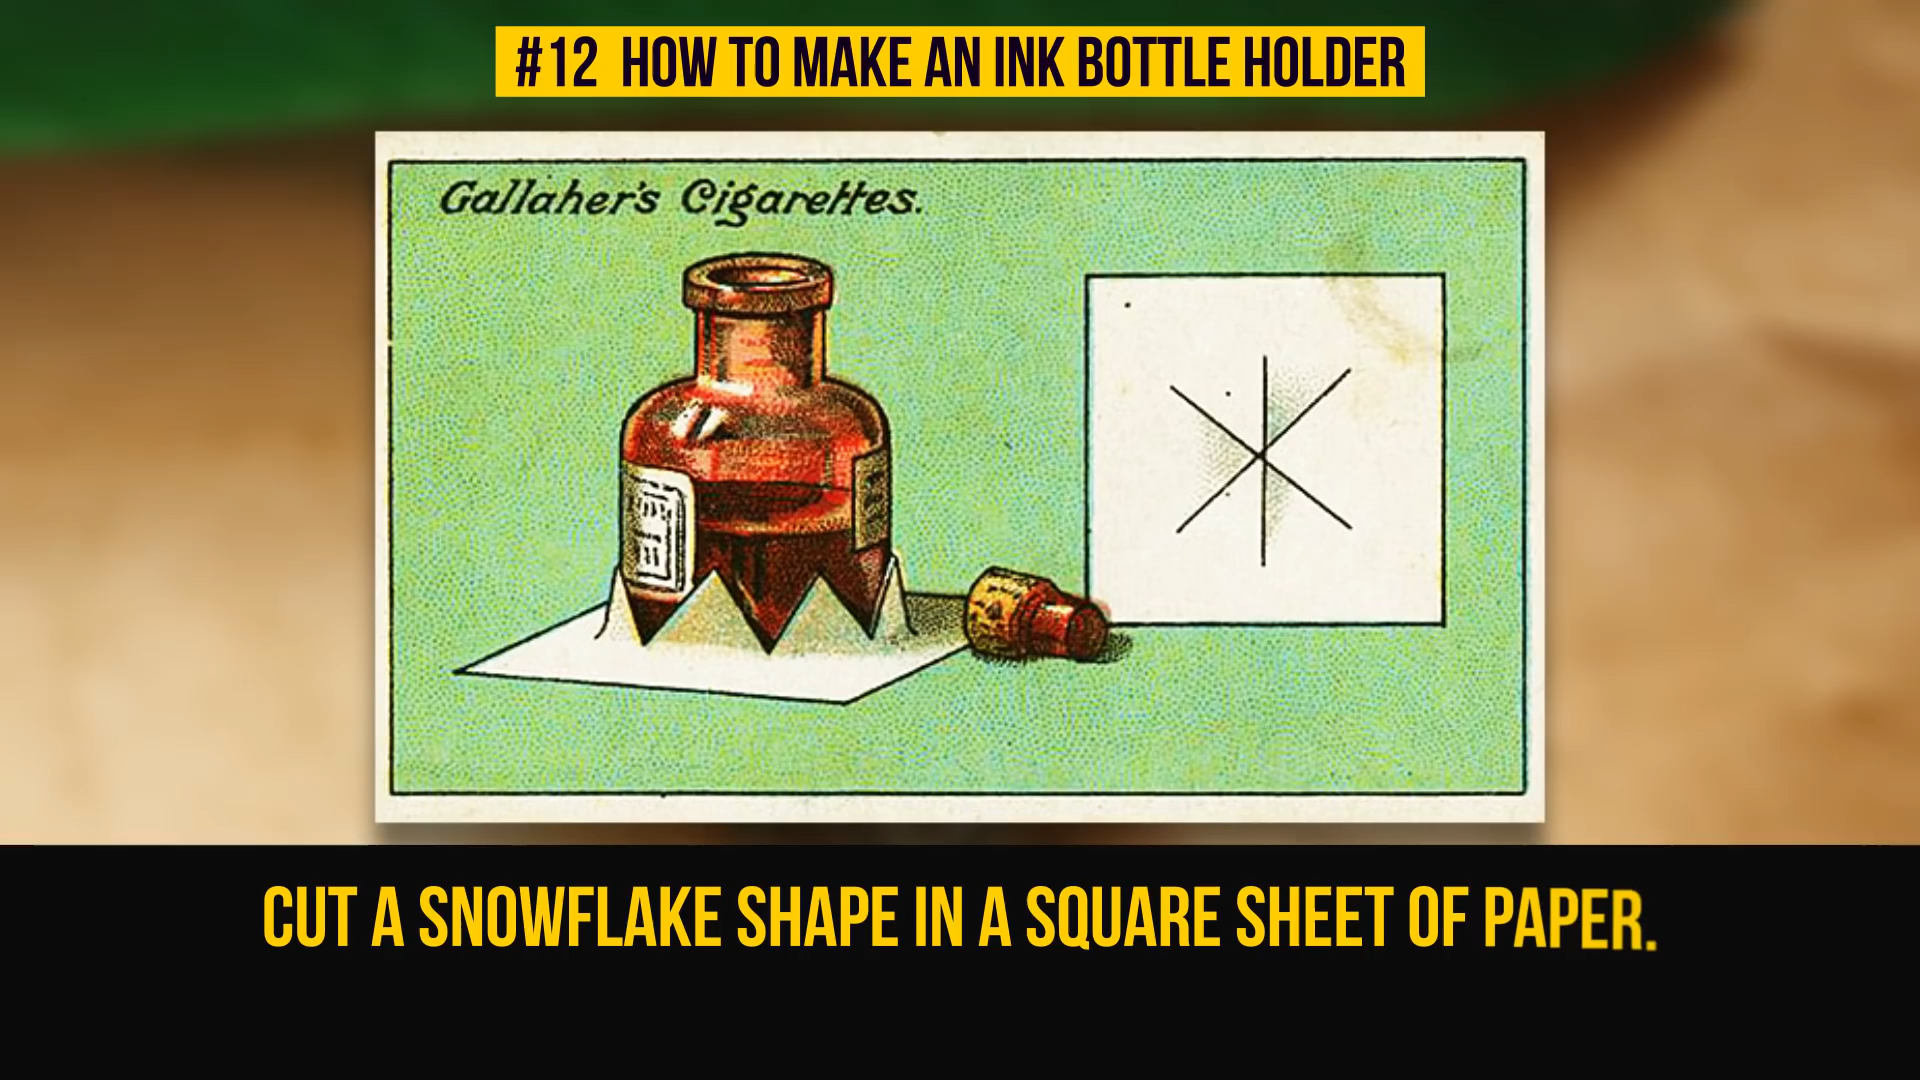 #12 HOW TO MAKE AN INK BOTTLE HOLDER
Gallaher's Cigarettes.
CUT A SNOWFLAKE SHAPE IN A SQUARE SHEET OF PAPER.